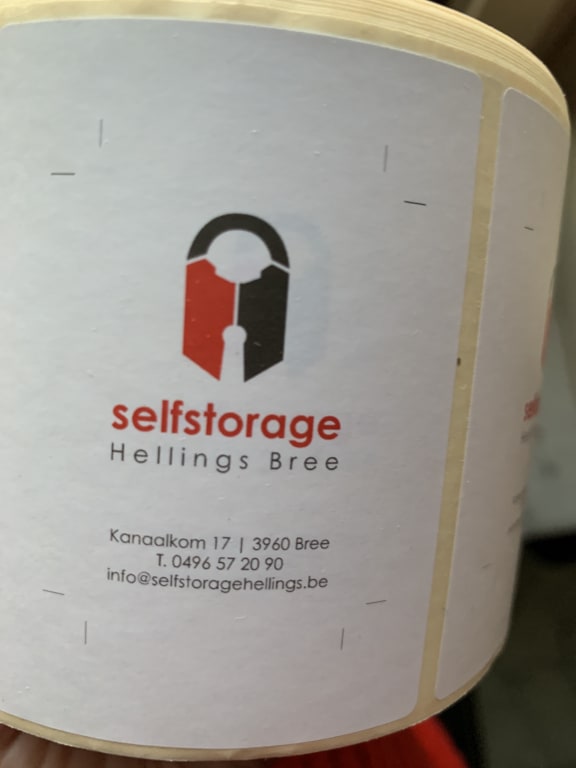 selfstorage
Hellings Bree
Kanaalkom 17 | 3960 Bree
T. 0496 57 20 90
info@selfstoragehellings.be